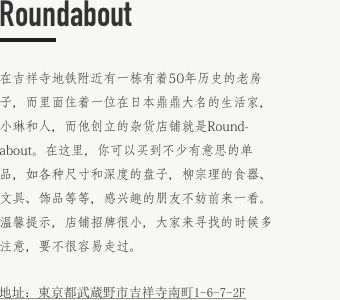 Roundabout
在吉祥寺地铁附近有一栋有着50年历史的老房
子，而里面住着一位在日本鼎鼎大名的生活家，
小琳和人，而他创立的杂货店铺就是Round-
about。在这里，你可以买到不少有意思的单
品，如各种尺寸和深度的盘子，柳宗理的食器、
文具、饰品等等，感兴趣的朋友不妨前来一看。
温馨提示，店铺招牌很小，大家来寻找的时候多
注意，要不很容易走过。
地址：東京都武蔵野市吉祥寺南町1-6-7-2F